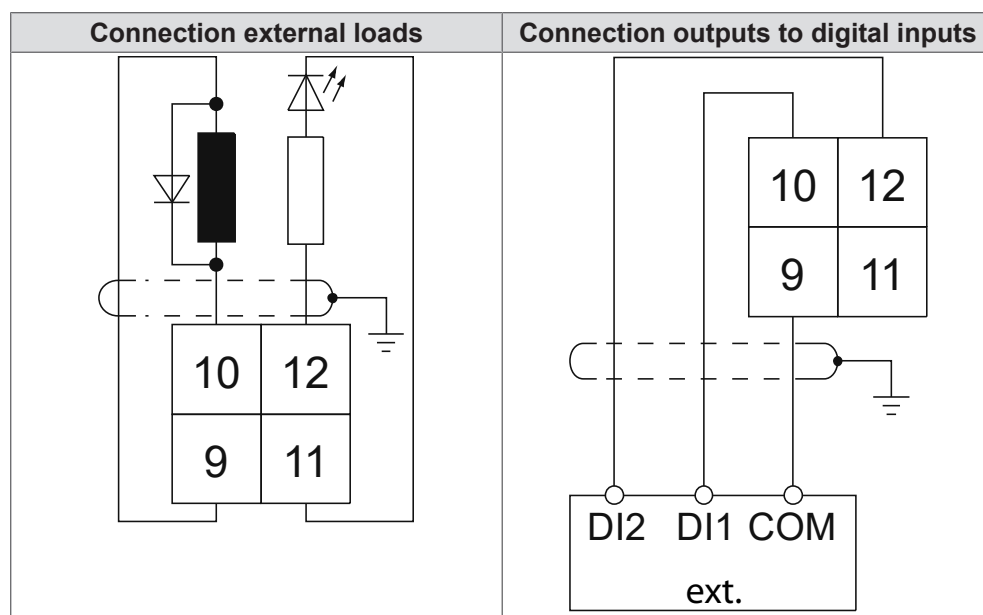 Connection external loads
Connection outputs to digital inputs
10 12
9 11
10 12
9 11
DI2 DI1 COM
ext.